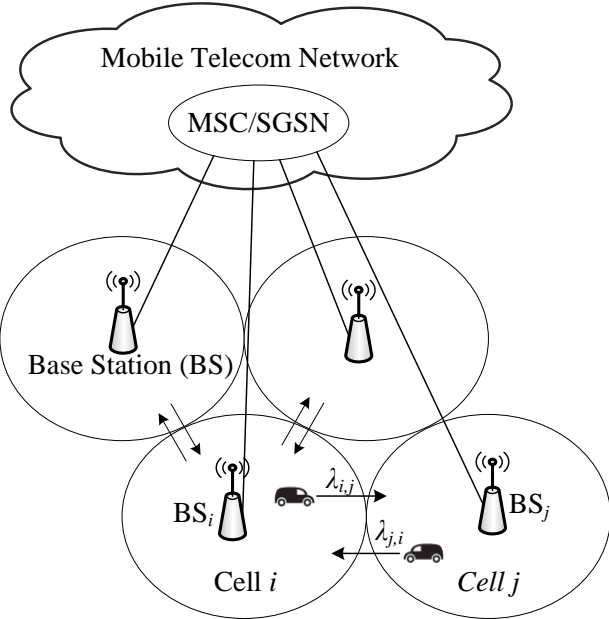 Mobile Telecom Network
MSC/SGSN
Base Station (BS)
λi,j
BSi
BSj
λj,i
Cell i
Cell j